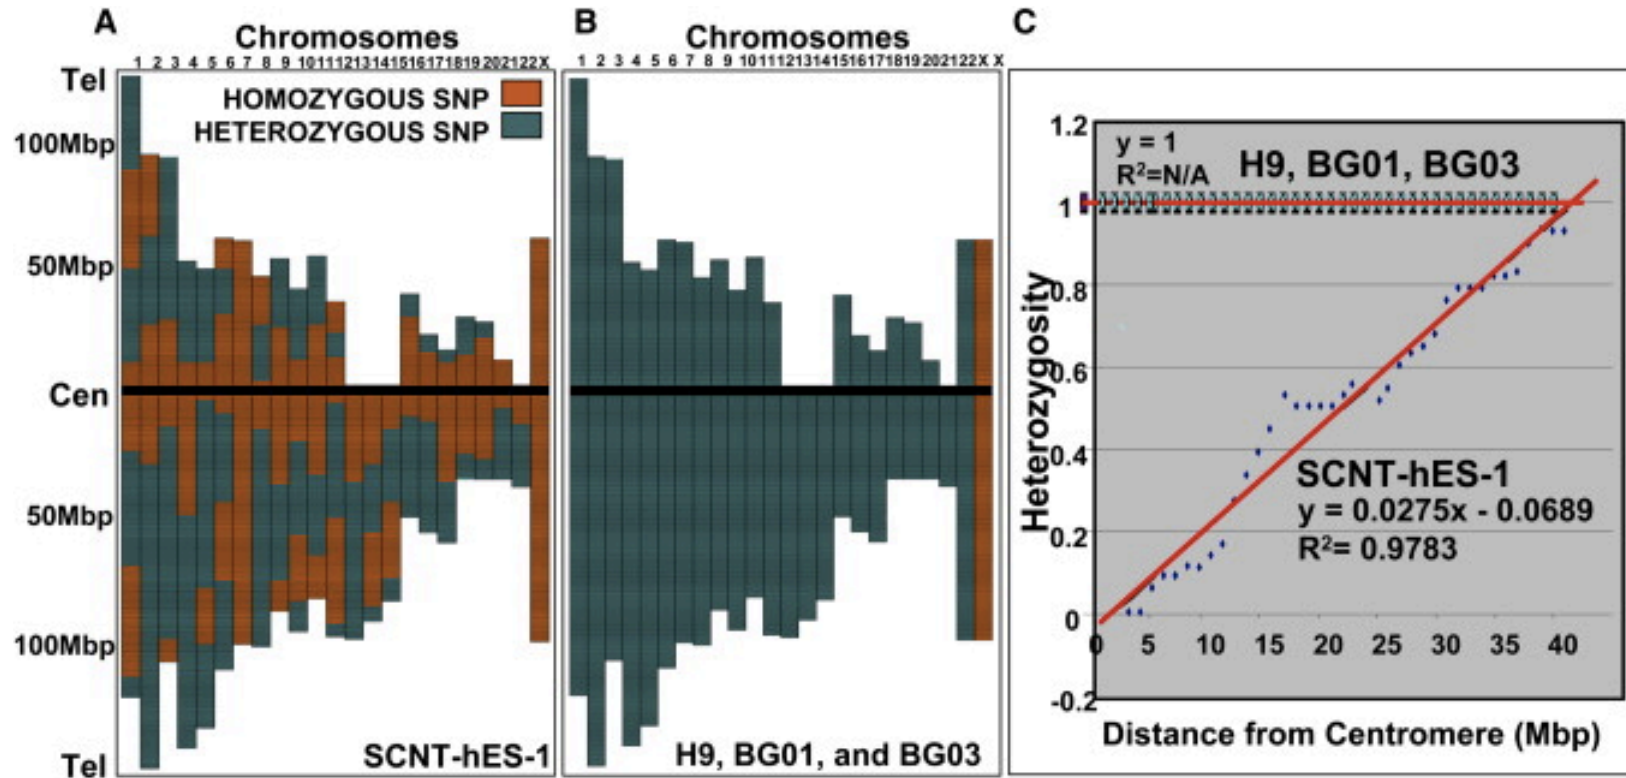 A
Chromosomes
1 2 3 4 5 6 7 8 9 10 11 12 13 14 15 16 17 18 19 20 21 22 X
Tel
100Mbp
50Mbp
Cen
50Mbp
100Mbp
Tel
HOMOZYGOUS SNP
HETEROZYGOUS SNP
SCNT-hES-1
B
Chromosomes
1 2 3 4 5 6 7 8 9 10 11 12 13 14 15 16 17 18 19 20 21 22 X X
H9, BG01, and BG03
C
1.2
1
0.8
0.6
0.4
0.2
0
-0.2
Heterozygosity
y = 1
R²=N/A
H9, BG01, BG03
SCNT-hES-1
y = 0.0275x - 0.0689
R²= 0.9783
0 5 10 15 20 25 30 35 40
Distance from Centromere (Mbp)